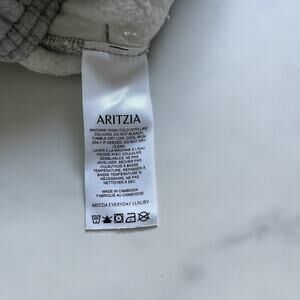 ARITZIA
MACHINE WASH COLD WITH LIKE
COLOURS, DO NOT BLEACH,
TUMBLE DRY LOW, COOL IRON
ONLY IF NEEDED, DO NOT DRY
CLEAN.
LAVER À LA MACHINE À L'EAU
FROIDE AVEC COULEURS
SEMBLABLES, NE PAS
JAVELISER, SÉCHER PAR
CULBUTAGE À BASSE
TEMPÉRATURE, REPASSER À
BASSE TEMPÉRATURE SI
NÉCESSAIRE, NE PAS
NETTOYER À SEC.
MADE IN CAMBODIA
FABRIQUÉ AU CAMBODGE
ARITZIA EVERYDAY LUXURY